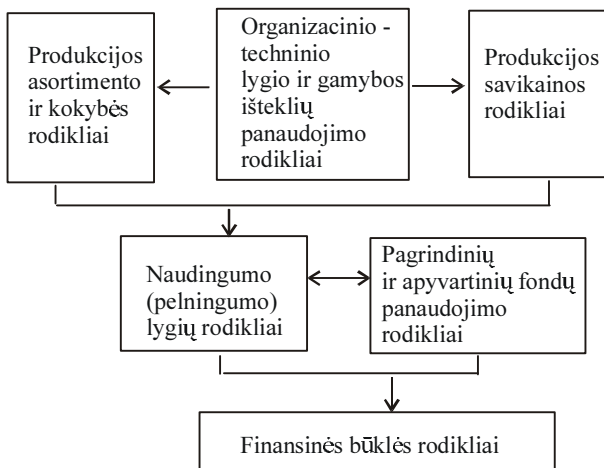 Produkcijos
asortimento
ir kokybės
rodikliai
Organizacinio -
techninio
lygio ir gamybos
išteklių
panaudojimo
rodikliai
Produkcijos
savikainos
rodikliai
Naudingumo
(pelningumo)
lygių rodikliai
Pagrindinių
ir apyvartinių fondų
panaudojimo
rodikliai
Finansinės būklės rodikliai